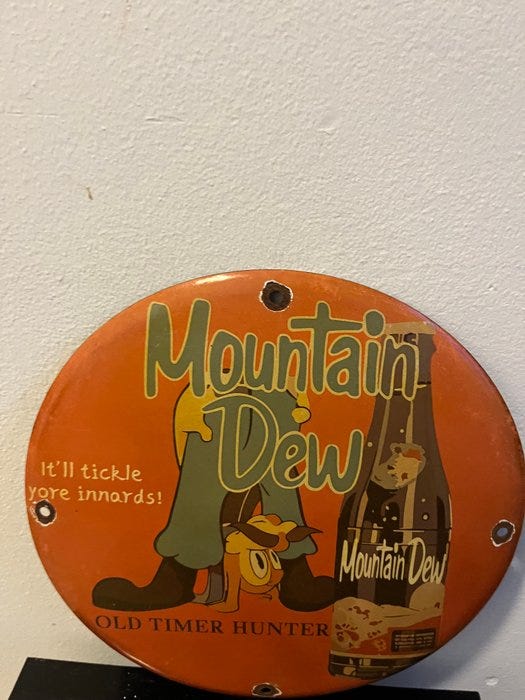 Mountain
Dew
It'll tickle
yore innards!
Mountain Dew
OLD TIMER HUNTER